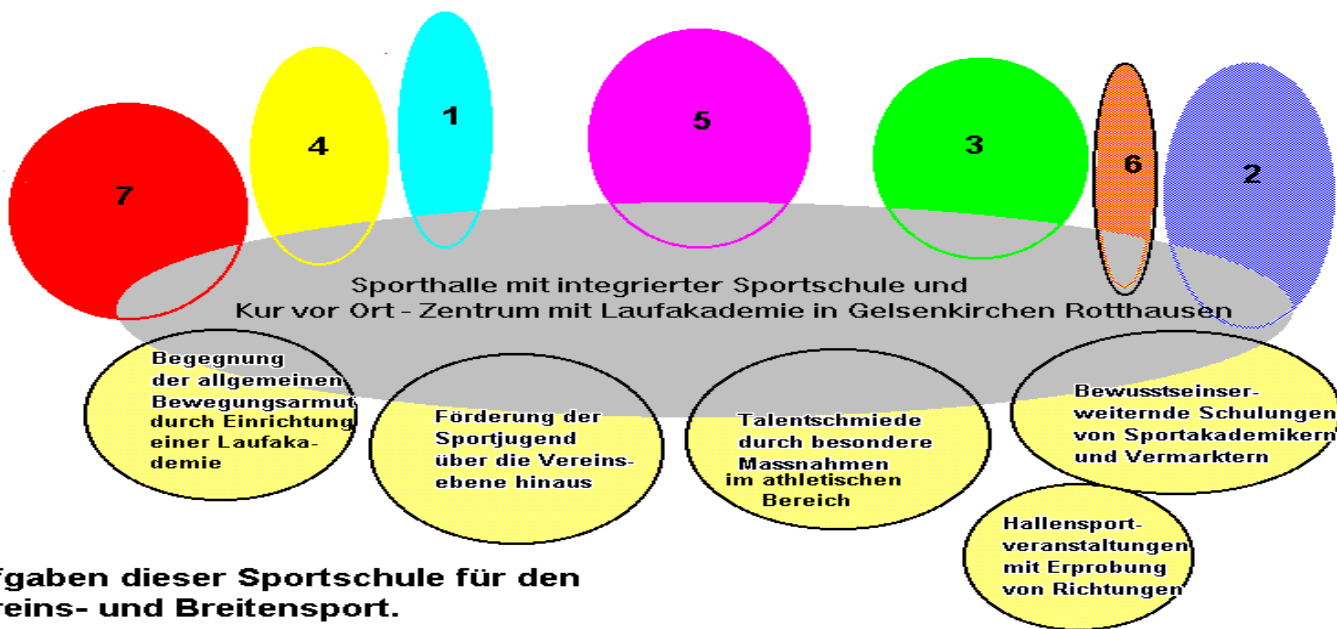 7
4
1
5
3
6
2
Sporthalle mit integrierter Sportschule und
Kur vor Ort - Zentrum mit Laufakademie in Gelsenkirchen Rotthausen
Begegnung
der allgemeinen
Bewegungsarmut
durch Einrichtung
einer Laufaka-
demie
Förderung der
Sportjugend
über die Vereins-
ebene hinaus
Talentschmiede
durch besondere
Massnahmen
im athletischen
Bereich
Bewusstseinser-
weiternde Schulungen
von Sportakademikern
und Vermarktern
Hallensport-
veranstaltungen
mit Erprobung
von Richtungen
fgaben dieser Sportschule für den
reins- und Breitensport.